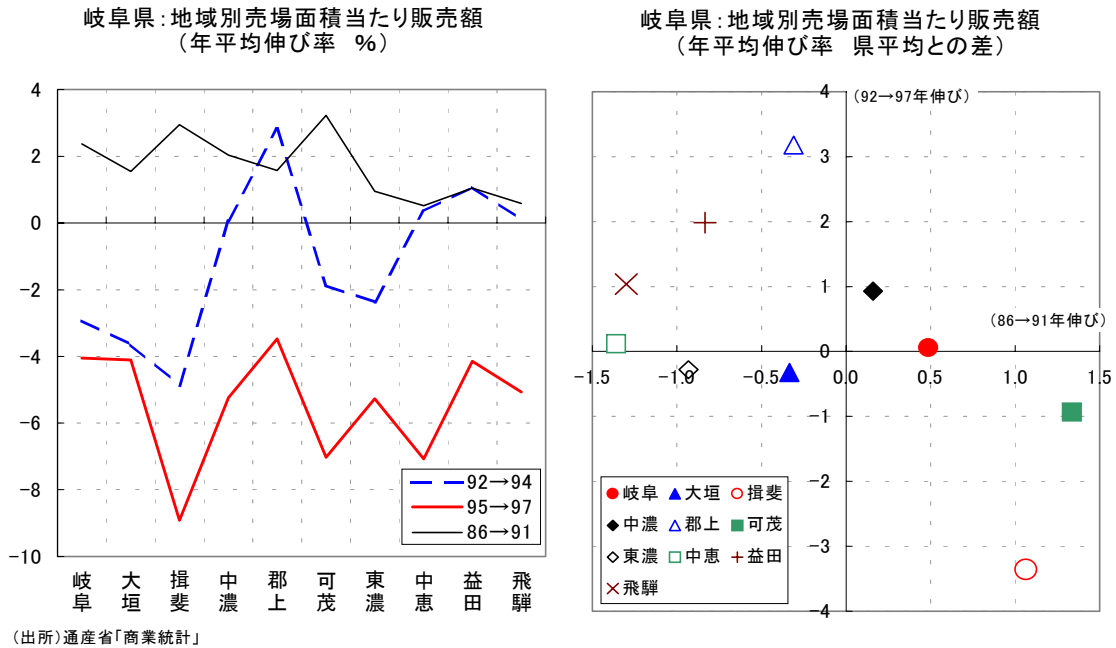 岐阜県：地域別売場面積当たり販売額
（年平均伸び率　％）
4
2
0
-2
-4
-6
-8
-10
92→94
95→97
86→91
岐阜
大垣
揖斐
中濃
郡上
可茂
東濃
中恵
益田
飛騨
（出所）通産省「商業統計」
岐阜県：地域別売場面積当たり販売額
（年平均伸び率　県平均との差）
（92→97年伸び）
（86→91年伸び）
4
3
2
1
0
-1
-2
-3
-4
-1.5
-1.0
-0.5
0.0
0.5
1.0
1.5
岐阜 大垣 揖斐
中濃 郡上 可茂
東濃 中恵 益田
飛騨